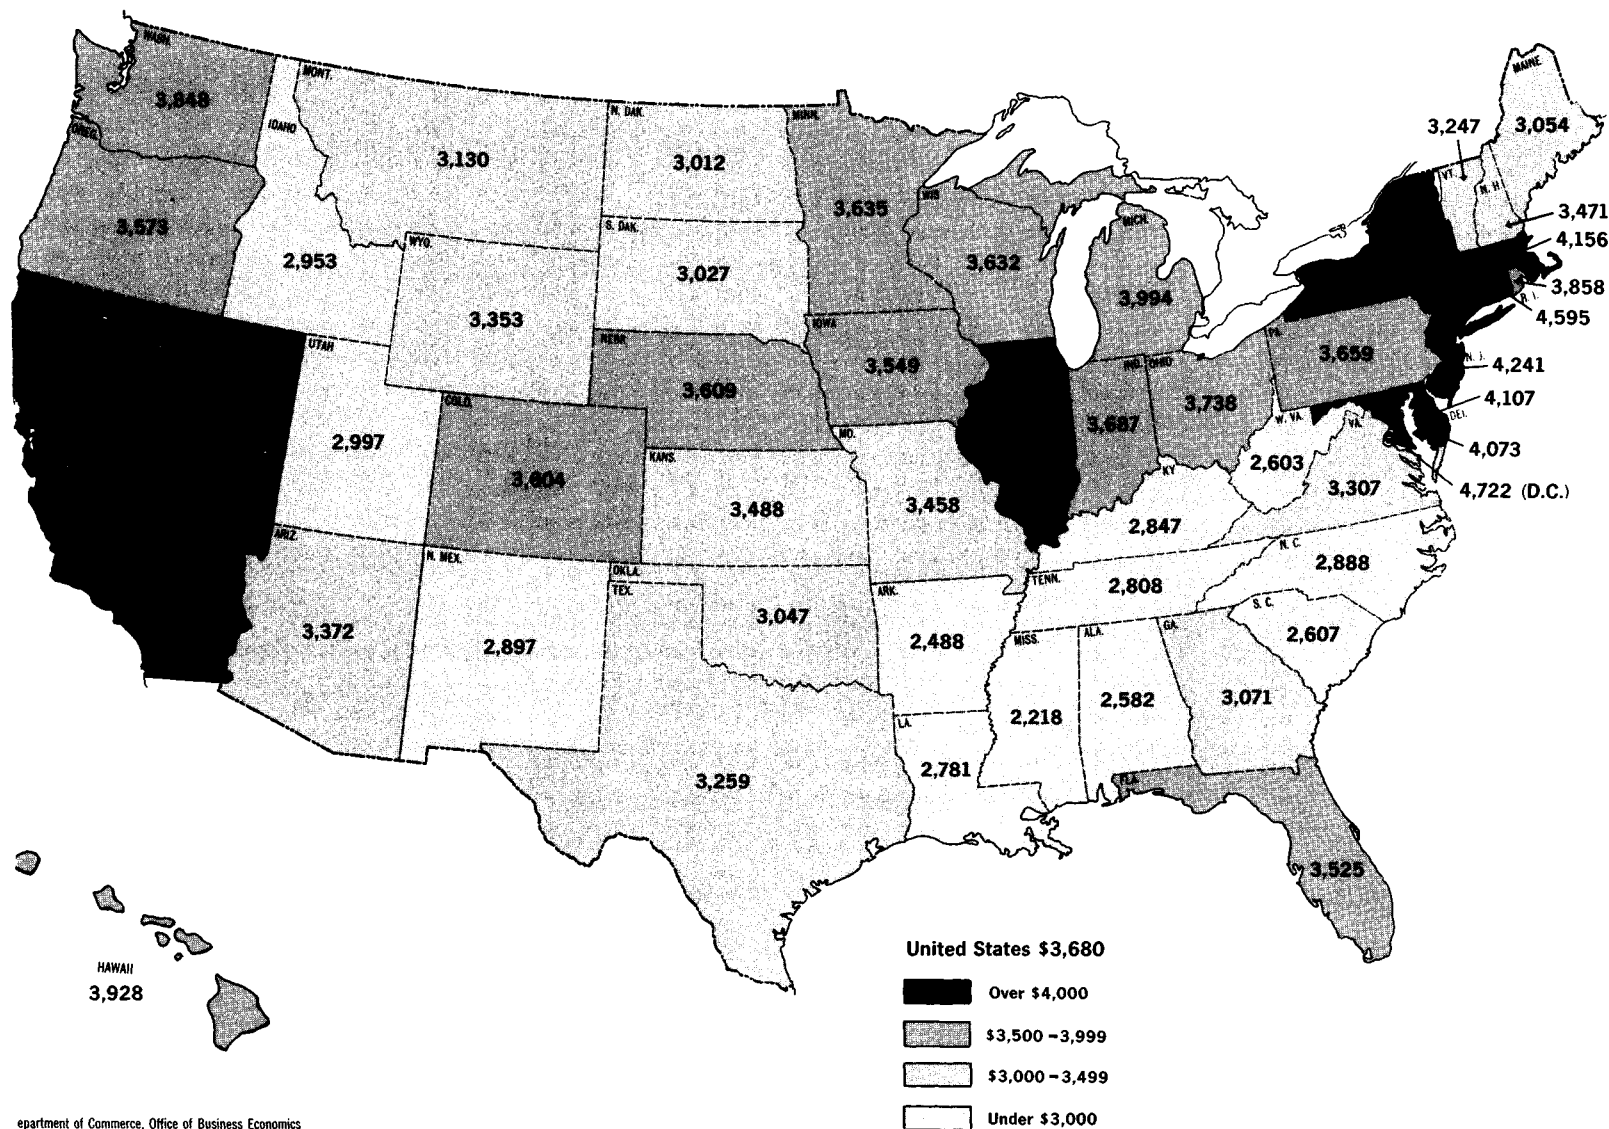 WASH.
3,848
OREG.
3,573
IDAHO
2,953
MONT.
3,130
WYO.
3,353
UTAH
2,997
COLO.
3,604
ARIZ.
3,372
N. MEX.
2,897
N. DAK.
3,012
S. DAK.
3,027
NEBR.
3,609
KANS.
3,488
OKLA.
3,047
TEX.
3,259
MINN.
3,635
IOWA
3,549
MO.
3,458
ARK.
2,488
LA.
2,781
WIS.
3,632
MICH.
3,994
IND.
3,687
OHIO
3,738
KY
2,847
TENN.
2,808
MISS.
2,218
ALA.
2,582
GA.
3,071
FLA.
3,525
S. C.
2,607
N. C.
2,888
VA.
3,307
W. VA.
2,603
PA.
3,659
MAINE
3,054
VT.
3,247
N. H.
3,471
4,156
3,858
R. I.
4,595
N. J.
4,241
4,107
DEL.
4,073
4,722 (D.C.)
HAWAII
3,928
United States $3,680
Over $4,000
$3,500–3,999
$3,000–3,499
Under $3,000
epartment of Commerce, Office of Business Economics